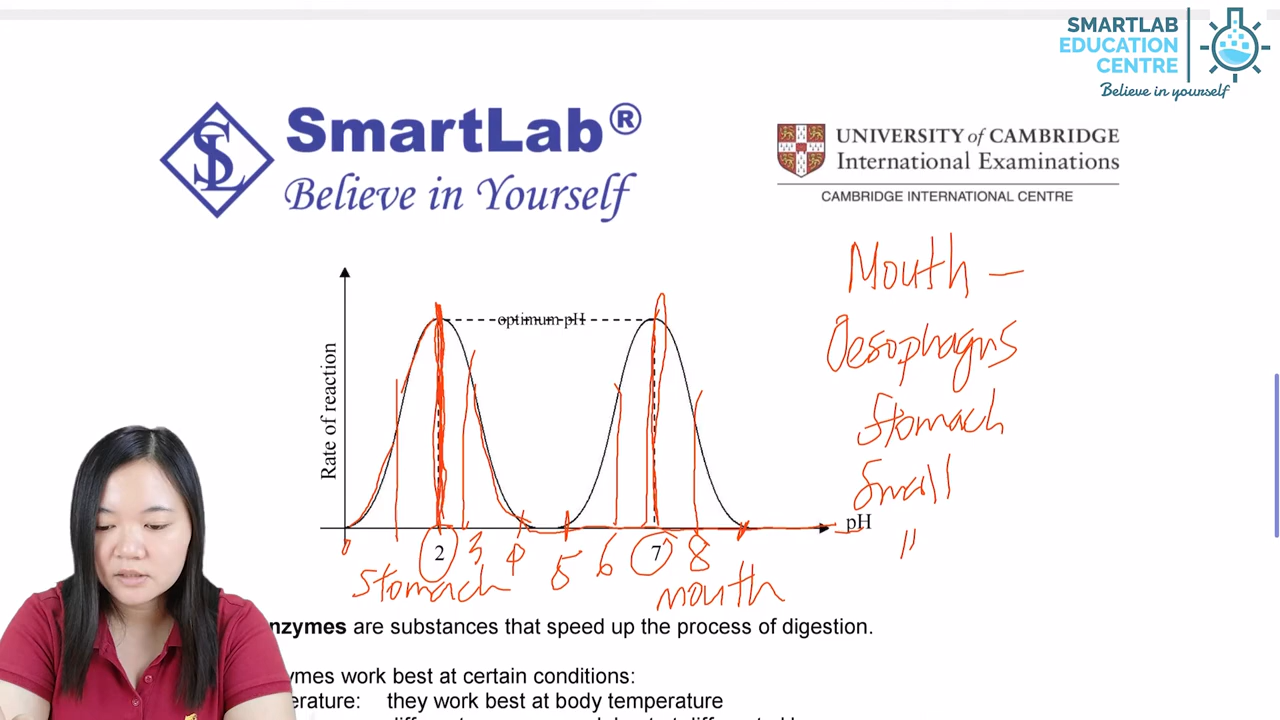 SMARTLAB
EDUCATION
CENTRE
Believe in yourself
SL
SmartLab®
Believe in Yourself
UNIVERSITY of CAMBRIDGE
International Examinations
CAMBRIDGE INTERNATIONAL CENTRE
Mouth –
Oesophagus
Stomach
Small
"
optimum pH
Rate of reaction
pH
0 2 3 4 5 6 7 8
Stomach mouth
nzymes are substances that speed up the process of digestion.
ymes work best at certain conditions:
erature: they work best at body temperature